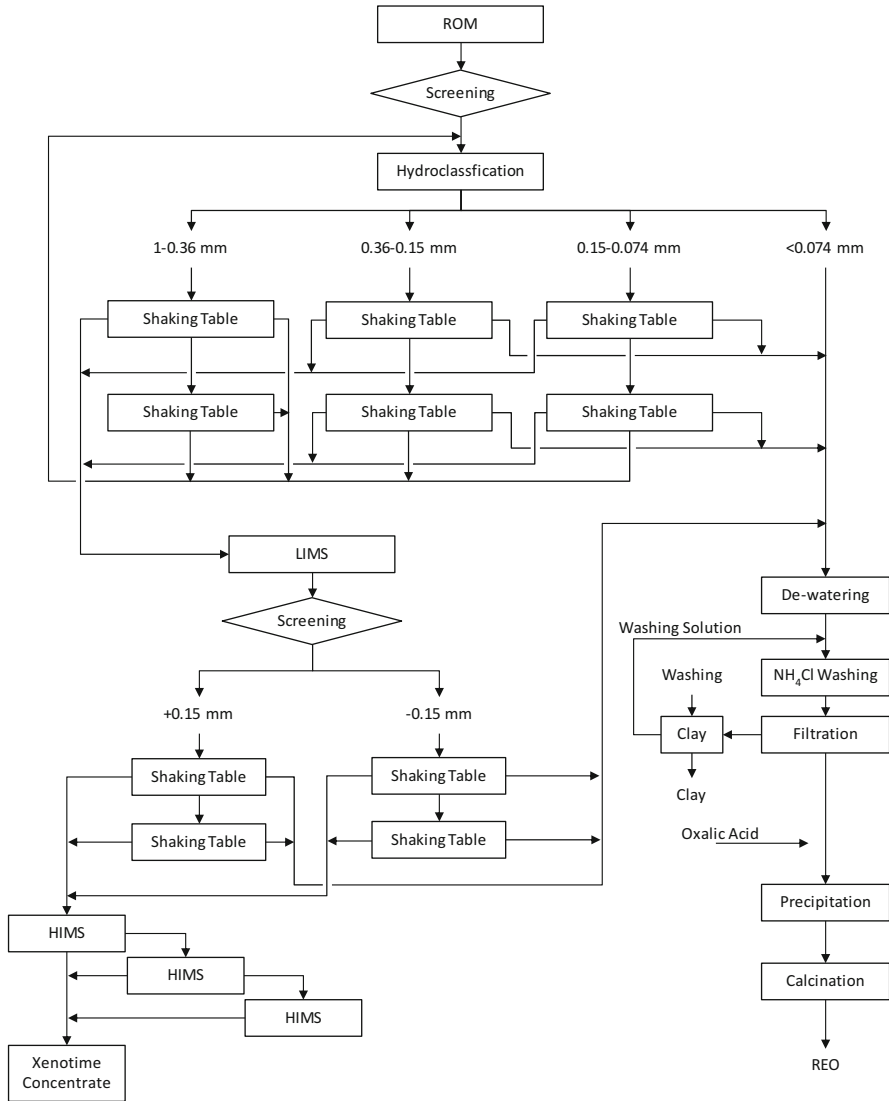 ROM
Screening
Hydroclassfication
1-0.36 mm
0.36-0.15 mm
0.15-0.074 mm
<0.074 mm
Shaking Table
Shaking Table
Shaking Table
Shaking Table
Shaking Table
Shaking Table
LIMS
Screening
De-watering
Washing Solution
NH₄Cl Washing
Washing
+0.15 mm
-0.15 mm
Clay
Filtration
Shaking Table
Shaking Table
Clay
Shaking Table
Shaking Table
Oxalic Acid
Precipitation
HIMS
HIMS
Calcination
HIMS
Xenotime
Concentrate
REO